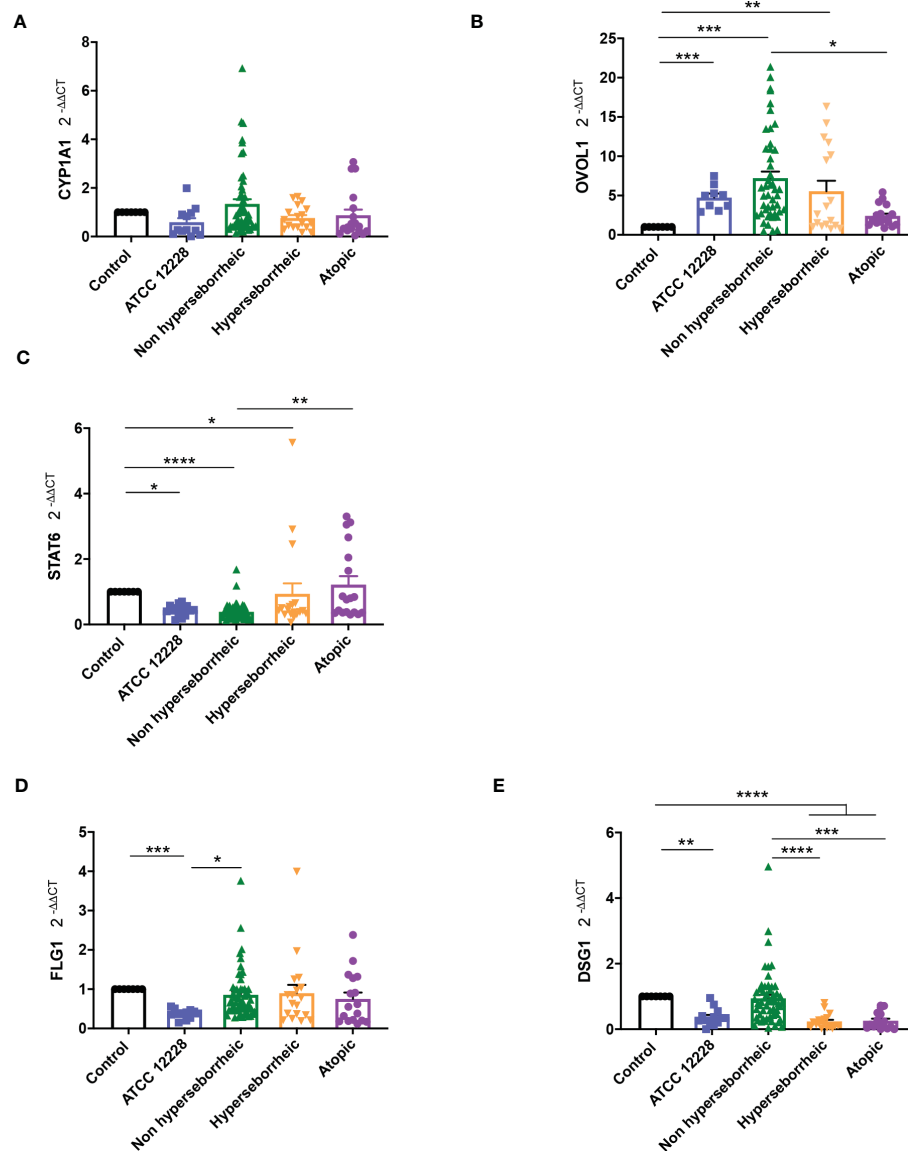 A
CYP1A1 2 -ΔΔCT
8
6
4
2
0
Control
ATCC 12228
Non hyperseborrheic
Hyperseborrheic
Atopic
B
OVOL1 2 -ΔΔCT
25
20
15
10
5
0
**
***
*
***
Control
ATCC 12228
Non hyperseborrheic
Hyperseborrheic
Atopic
C
STAT6 2 -ΔΔCT
6
4
2
0
**
*
****
*
Control
ATCC 12228
Non hyperseborrheic
Hyperseborrheic
Atopic
D
FLG1 2 -ΔΔCT
5
4
3
2
1
0
***
*
Control
ATCC 12228
Non hyperseborrheic
Hyperseborrheic
Atopic
E
DSG1 2 -ΔΔCT
6
4
2
0
****
***
**
****
Control
ATCC 12228
Non hyperseborrheic
Hyperseborrheic
Atopic